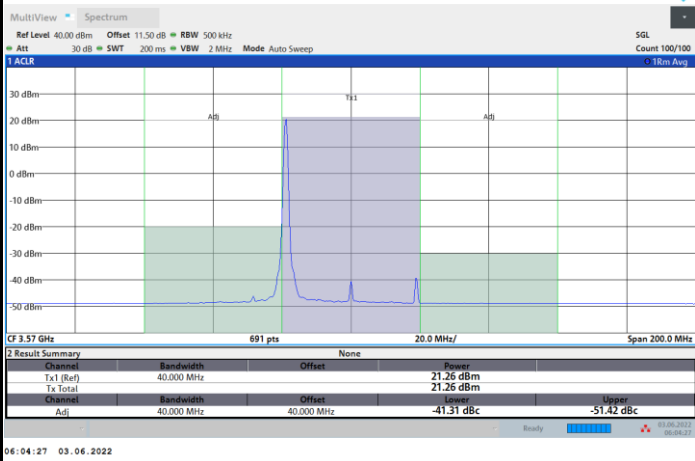 MultiView Spectrum
Ref Level 40.00 dBm Offset 11.50 dB RBW 500 kHz SGL
Att 30 dB SWT 200 ms VBW 2 MHz Mode Auto Sweep Count 100/100
1 ACLR 1Rm Avg
30 dBm
Tx1
20 dBm Adj Adj
10 dBm
0 dBm
-10 dBm
-20 dBm
-30 dBm
-40 dBm
-50 dBm
CF 3.57 GHz 691 pts 20.0 MHz/ Span 200.0 MHz
2 Result Summary None
Channel Bandwidth Offset Power
Tx1 (Ref) 40.000 MHz 21.26 dBm
Tx Total 21.26 dBm
Channel Bandwidth Offset Lower Upper
Adj 40.000 MHz 40.000 MHz -41.31 dBc -51.42 dBc
Ready 03.06.2022
06:04:27
06:04:27 03.06.2022